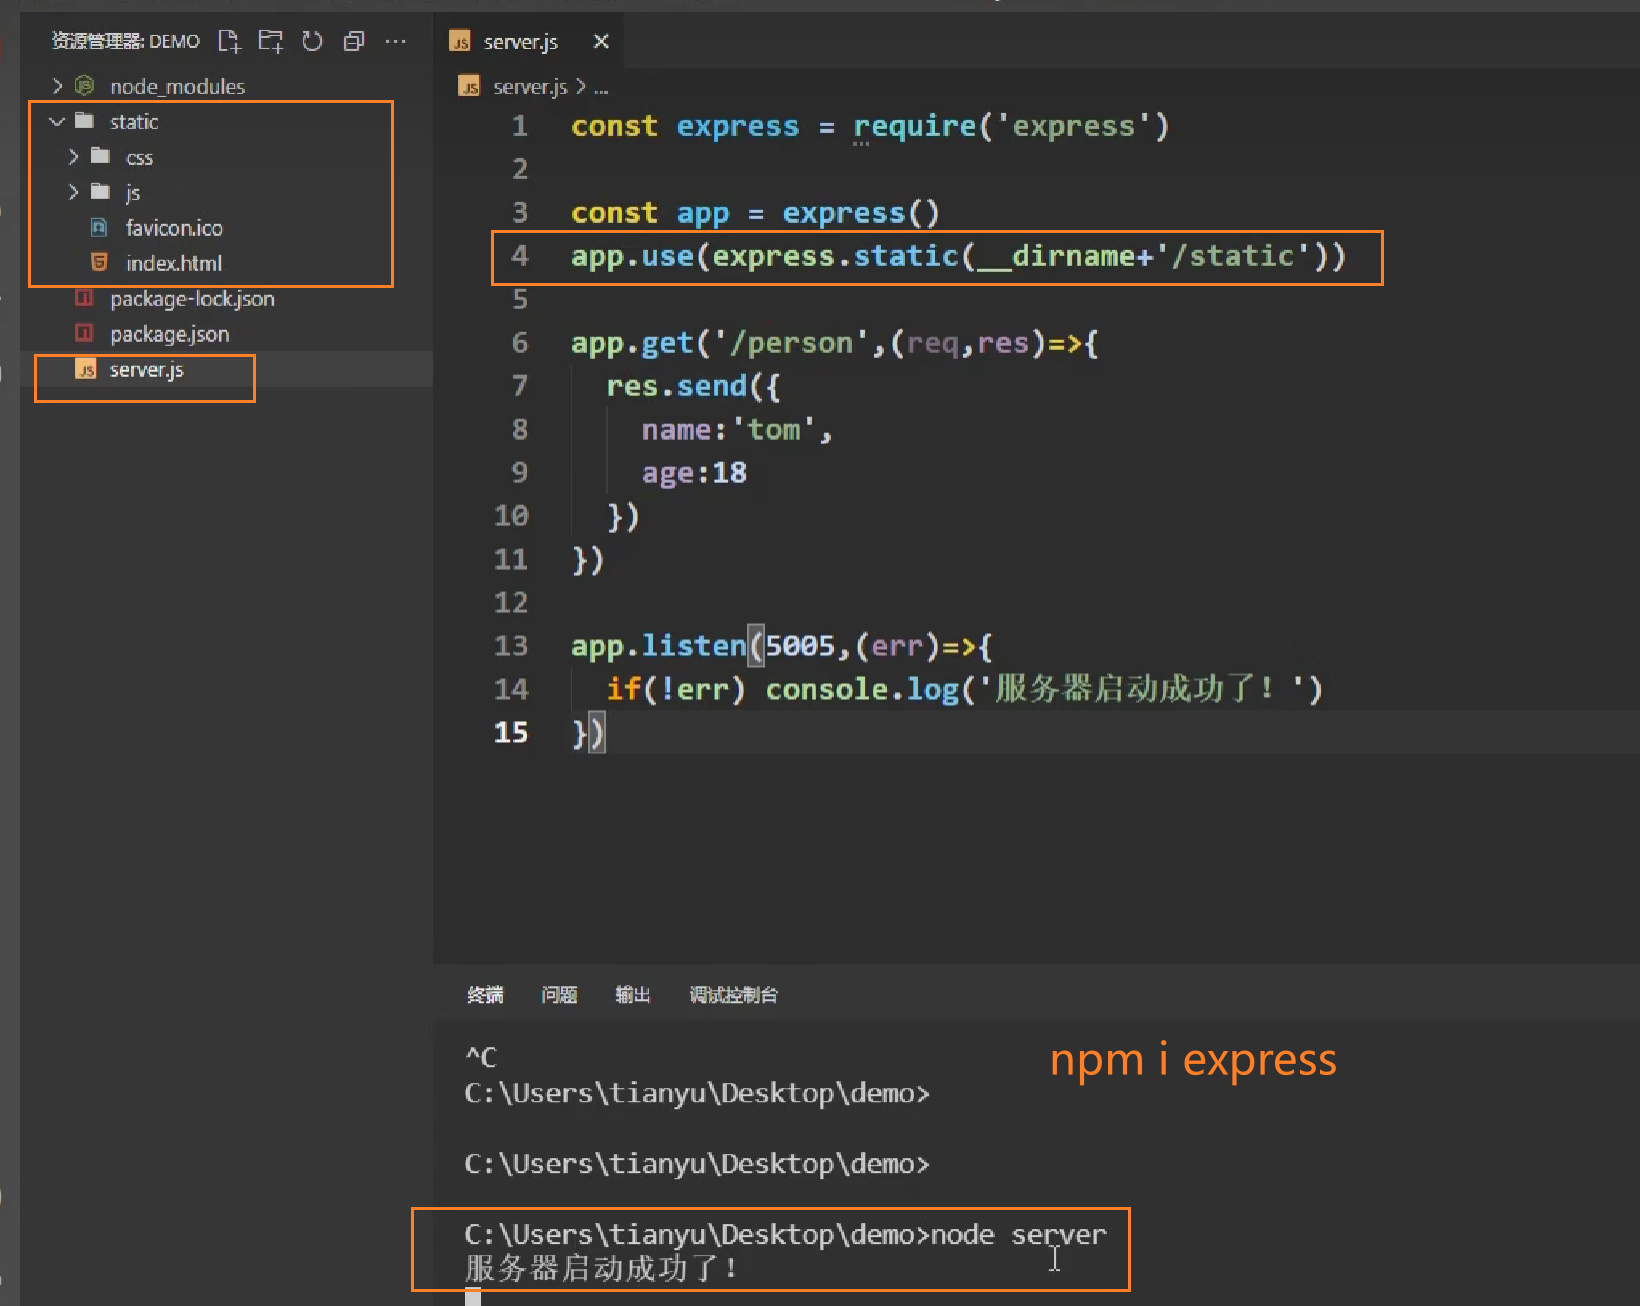 资源管理器: DEMO
node_modules
static
css
js
favicon.ico
index.html
package-lock.json
package.json
server.js
JS server.js ×
JS server.js > ...
1 const express = require('express')
2
3 const app = express()
4 app.use(express.static(__dirname+'/static'))
5
6 app.get('/person',(req,res)=>{
7 res.send({
8 name:'tom',
9 age:18
10 })
11 })
12
13 app.listen(5005,(err)=>{
14 if(!err) console.log('服务器启动成功了！')
15 })
终端 问题 输出 调试控制台
^C
npm i express
C:\Users\tianyu\Desktop\demo>
C:\Users\tianyu\Desktop\demo>
C:\Users\tianyu\Desktop\demo>node server
服务器启动成功了！